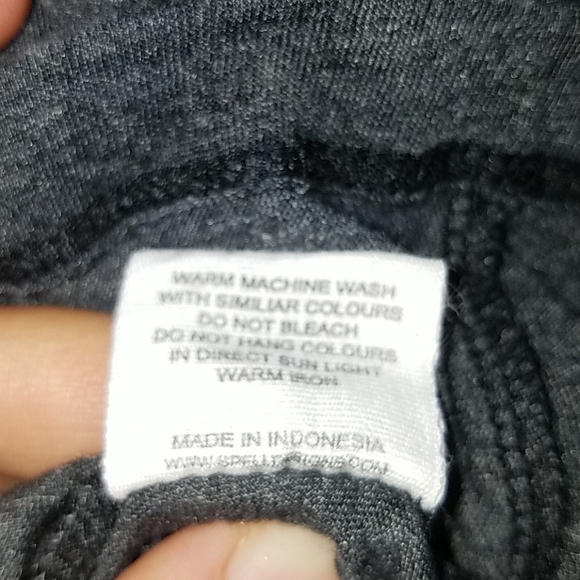 WARM MACHINE WASH
WITH SIMILIAR COLOURS
DO NOT BLEACH
DO NOT HANG COLOURS
IN DIRECT SUN LIGHT
WARM IRON
MADE IN INDONESIA